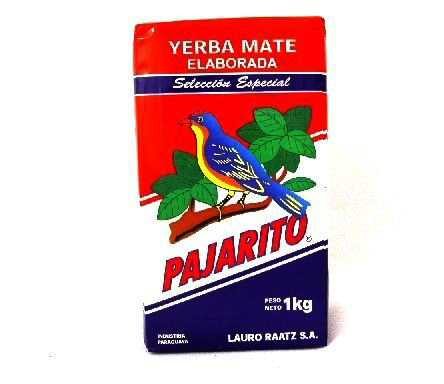 YERBA MATE
ELABORADA
Selección Especial
PAJARITO
PESO
NETO 1kg
INDUSTRIA
PARAGUAYA
LAURO RAATZ S.A.